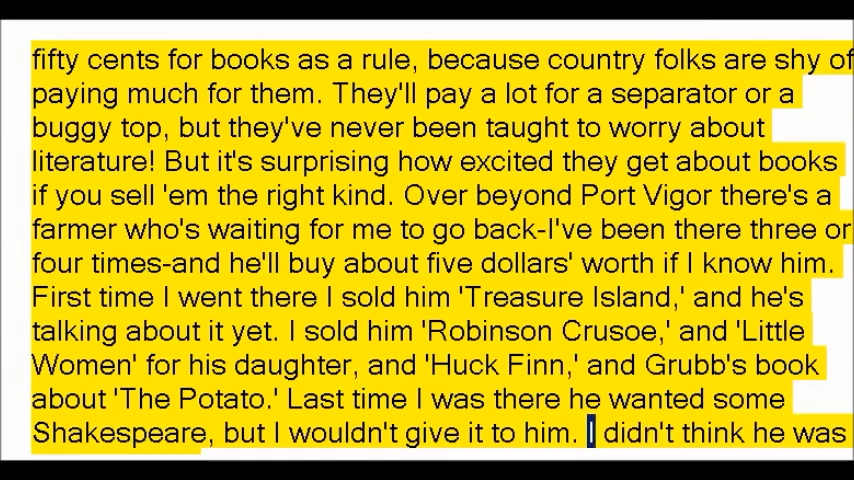 fifty cents for books as a rule, because country folks are shy of
paying much for them. They'll pay a lot for a separator or a
buggy top, but they've never been taught to worry about
literature! But it's surprising how excited they get about books
if you sell 'em the right kind. Over beyond Port Vigor there's a
farmer who's waiting for me to go back-I've been there three or
four times-and he'll buy about five dollars' worth if I know him.
First time I went there I sold him 'Treasure Island,' and he's
talking about it yet. I sold him 'Robinson Crusoe,' and 'Little
Women' for his daughter, and 'Huck Finn,' and Grubb's book
about 'The Potato.' Last time I was there he wanted some
Shakespeare, but I wouldn't give it to him. I didn't think he was